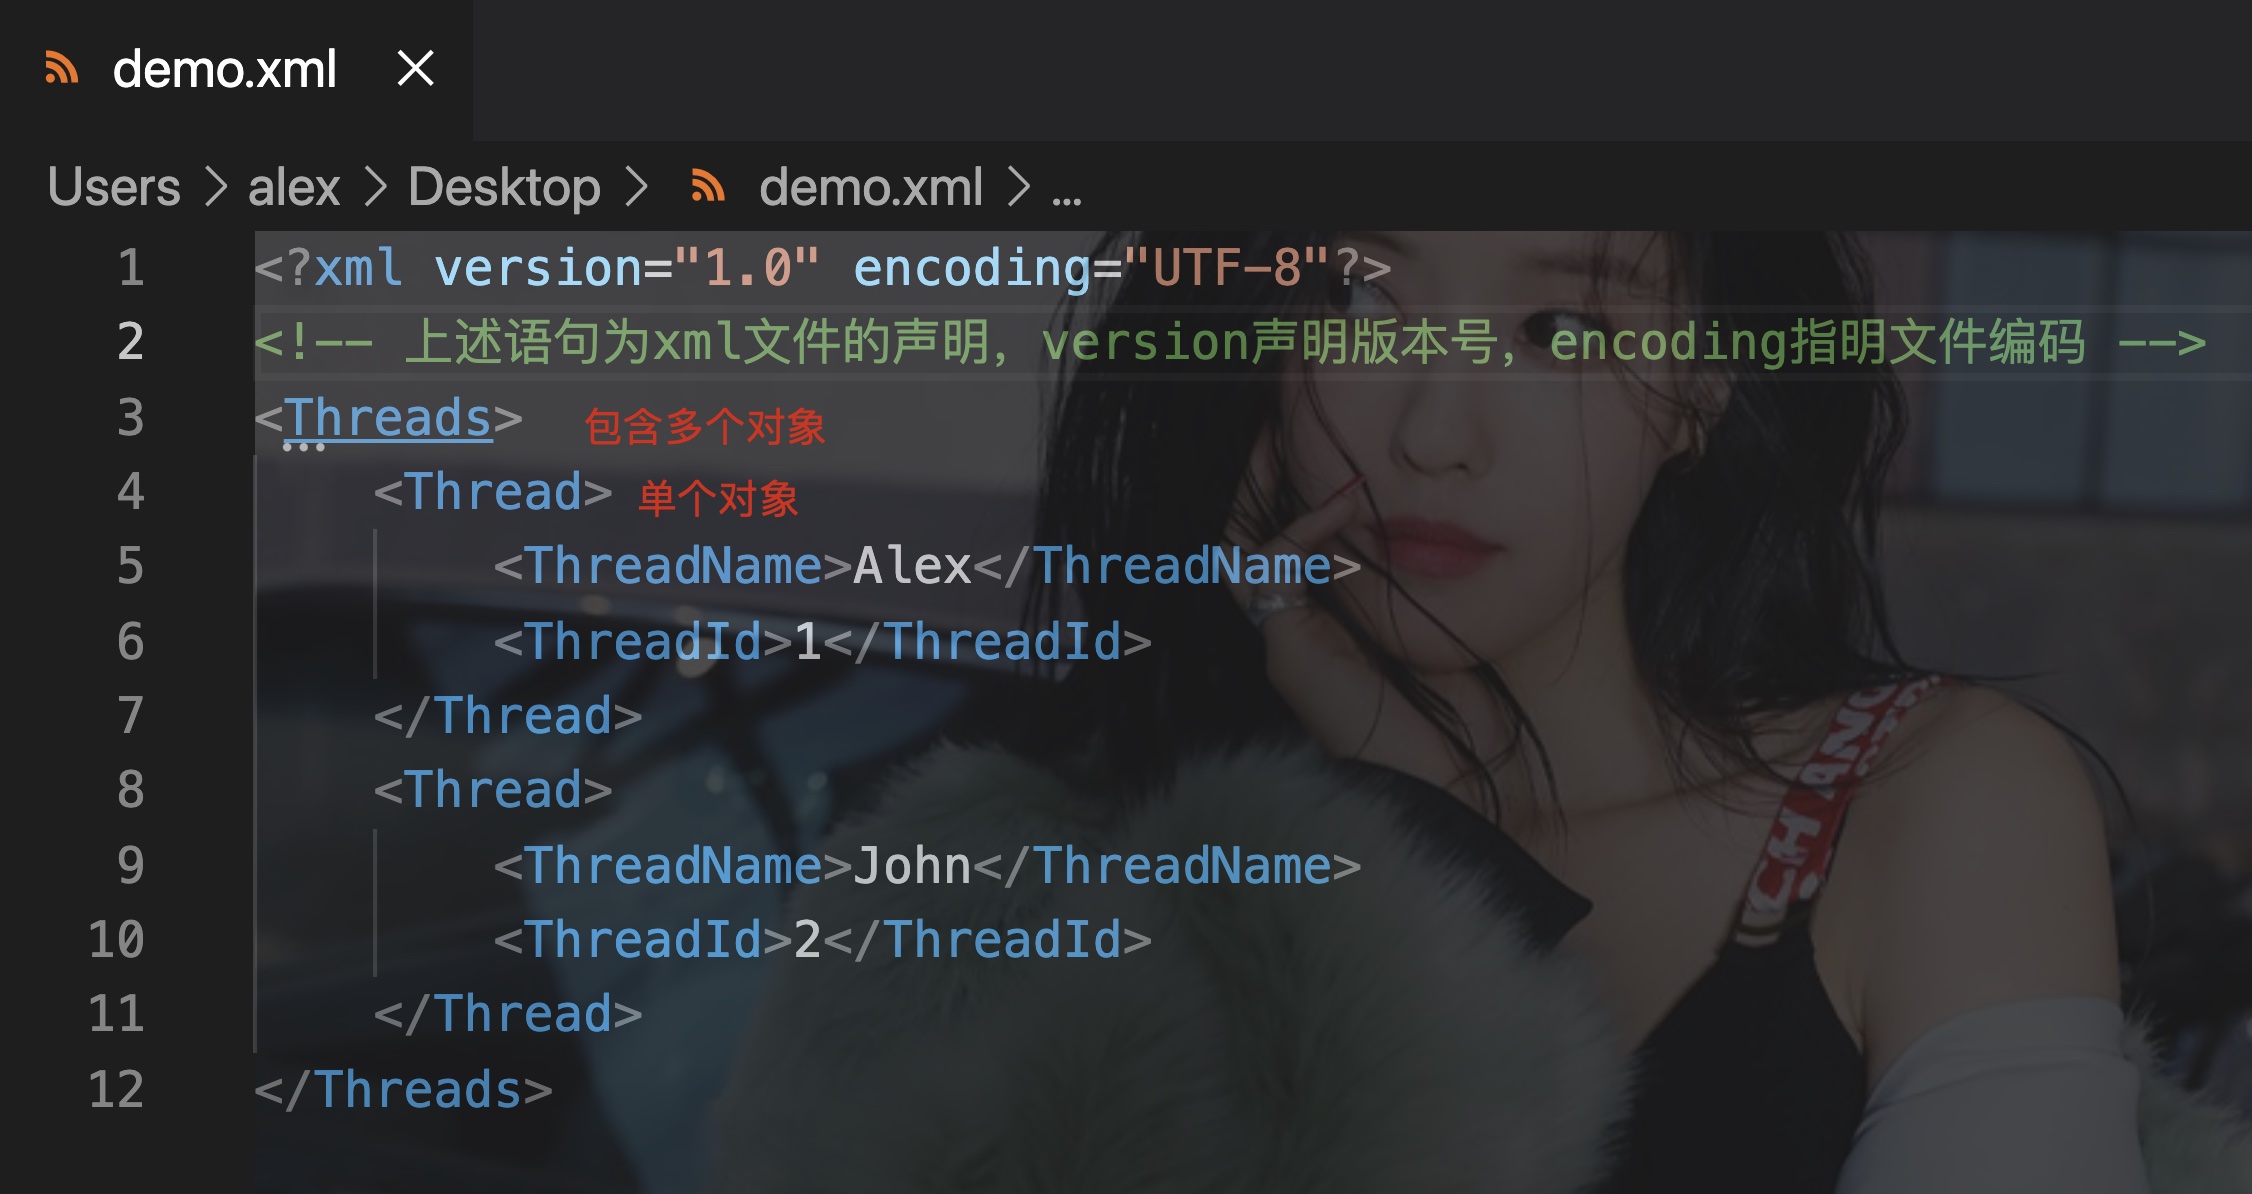 demo.xml
Users > alex > Desktop > demo.xml > ...
1 <?xml version="1.0" encoding="UTF-8"?>
2 <!-- 上述语句为xml文件的声明，version声明版本号，encoding指明文件编码 -->
3 <Threads> 包含多个对象
4 <Thread> 单个对象
5 <ThreadName>Alex</ThreadName>
6 <ThreadId>1</ThreadId>
7 </Thread>
8 <Thread>
9 <ThreadName>John</ThreadName>
10 <ThreadId>2</ThreadId>
11 </Thread>
12 </Threads>